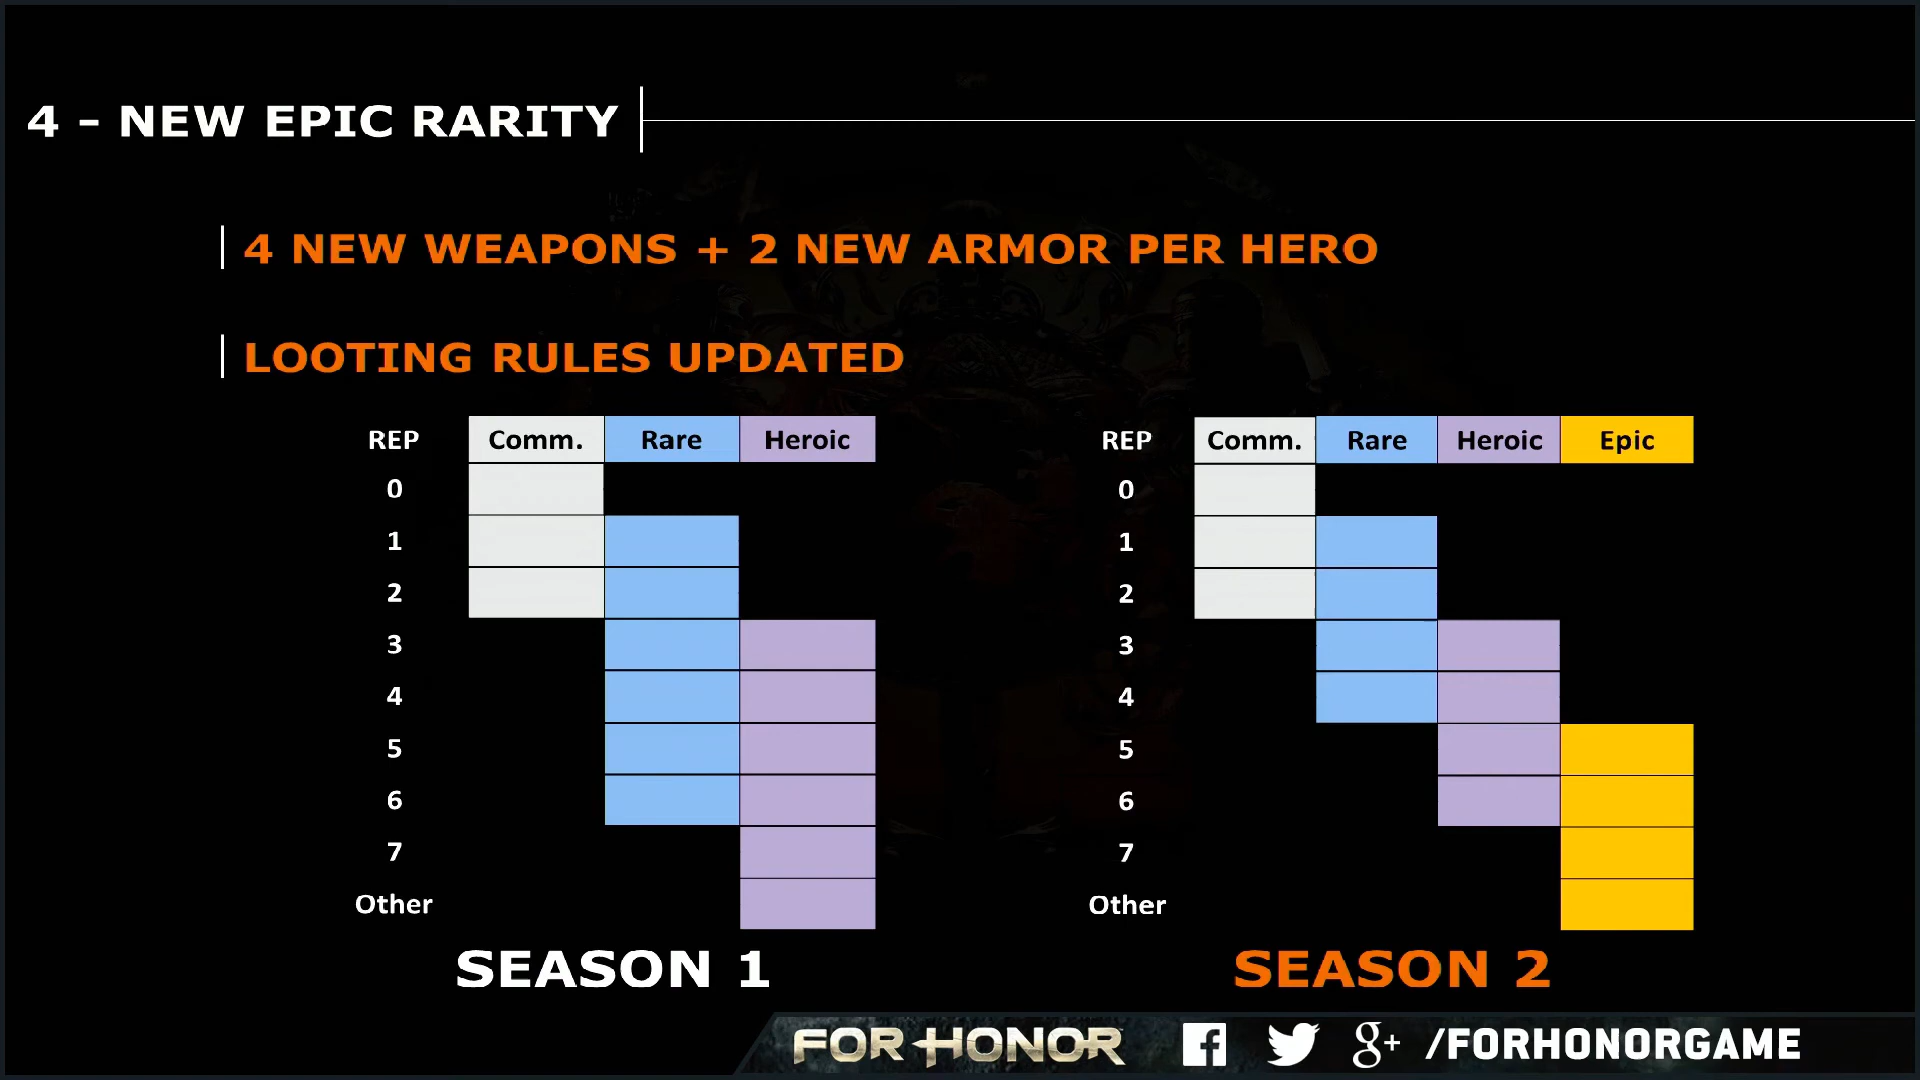 4 - NEW EPIC RARITY
4 NEW WEAPONS + 2 NEW ARMOR PER HERO
LOOTING RULES UPDATED
REP Comm. Rare Heroic
0
1
2
3
4
5
6
7
Other
SEASON 1
REP Comm. Rare Heroic Epic
0
1
2
3
4
5
6
7
Other
SEASON 2
FOR HONOR f g+ /FORHONORGAME